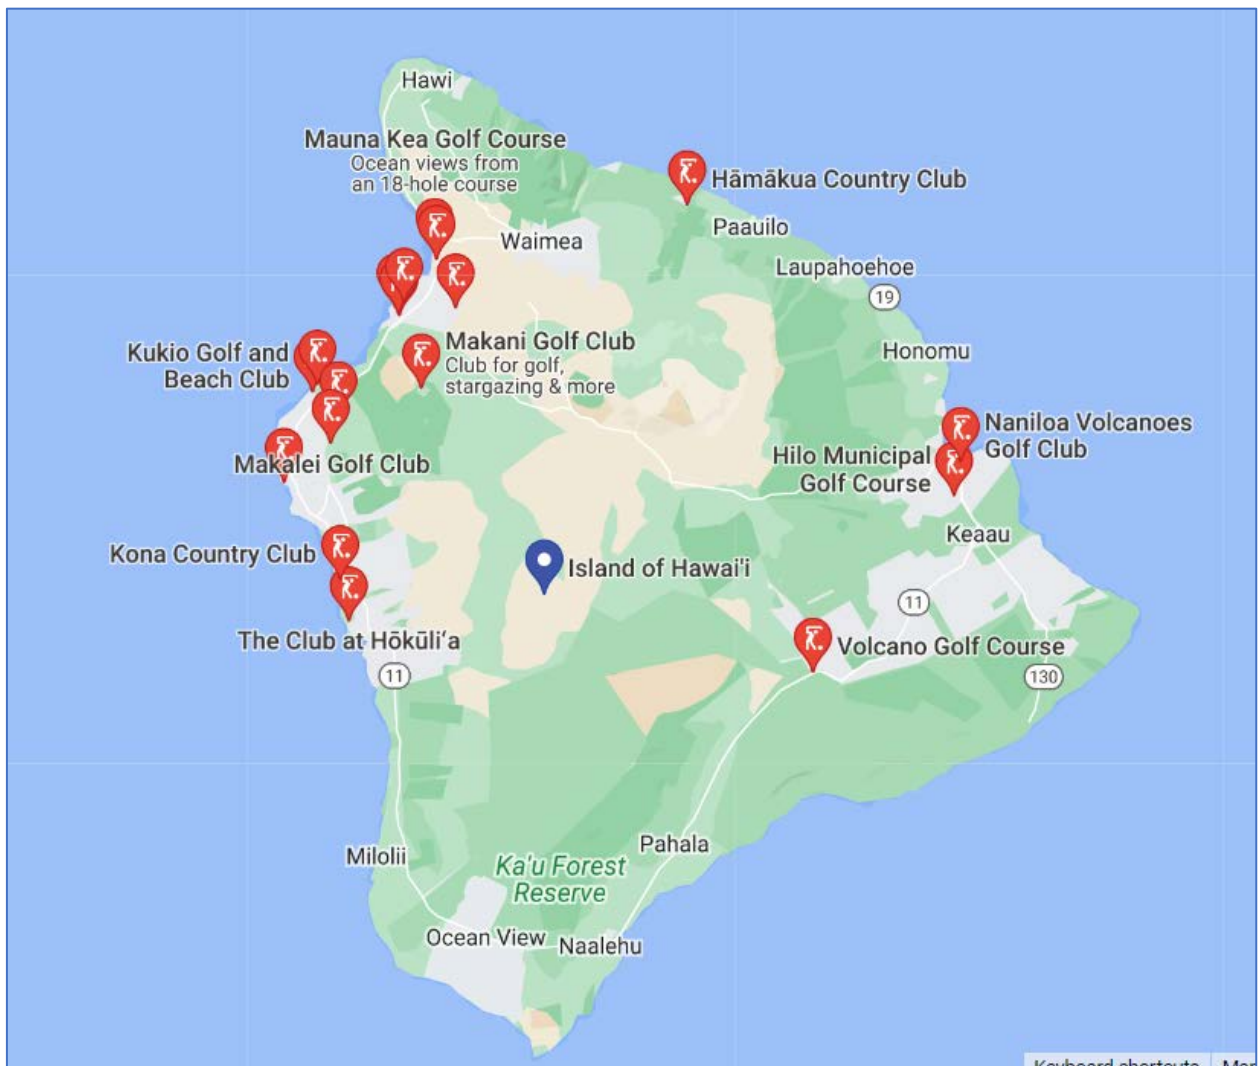 Hawi
Mauna Kea Golf Course
Ocean views from
an 18-hole course
Hāmākua Country Club
Paauilo
Waimea
Laupahoehoe
19
Kukio Golf and
Beach Club
Makani Golf Club
Club for golf,
stargazing & more
Honomu
Naniloa Volcanoes
Golf Club
Hilo Municipal
Golf Course
Makalei Golf Club
Keaau
Kona Country Club
Island of Hawai'i
11
The Club at Hōkūliʻa
Volcano Golf Course
11
130
Milolii
Pahala
Ka'u Forest
Reserve
Ocean View
Naalehu
Keyboard shortcuts